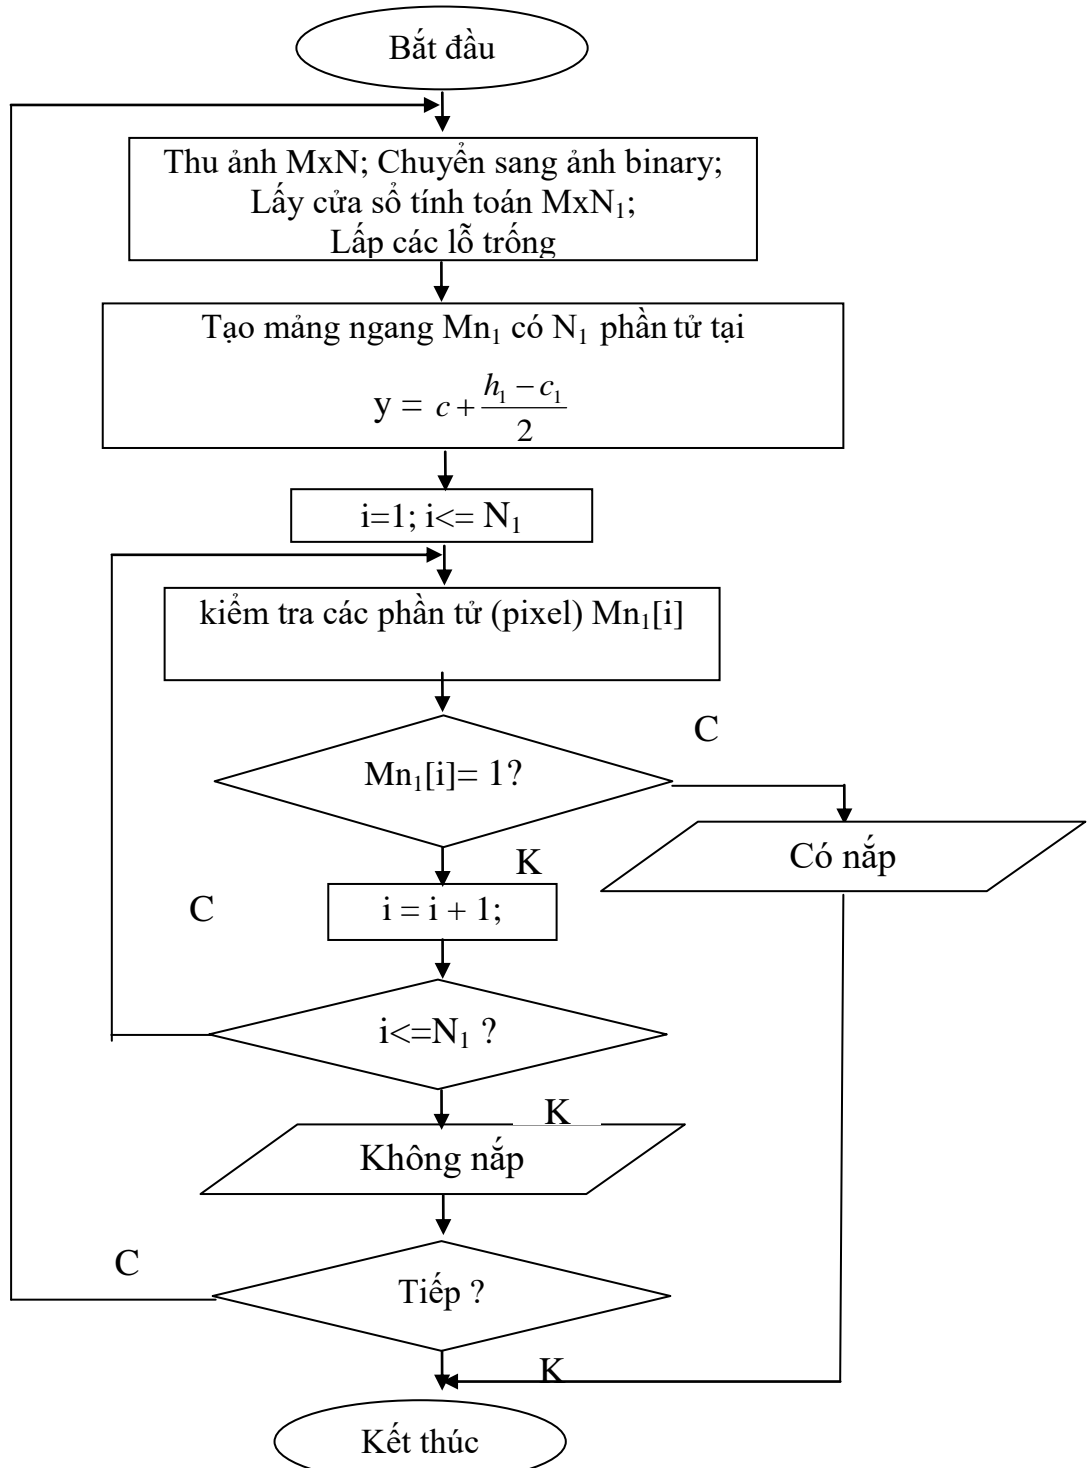 Bắt đầu
Thu ảnh MxN; Chuyển sang ảnh binary;
Lấy cửa sổ tính toán MxN₁;
Lấp các lỗ trống
Tạo mảng ngang Mn₁ có N₁ phần tử tại
y = c + (h₁ − c₁)/2
i=1; i<= N₁
kiểm tra các phần tử (pixel) Mn₁[i]
C
Mn₁[i]= 1?
Có nắp
K
i = i + 1;
C
i<=N₁ ?
K
Không nắp
C
Tiếp ?
K
Kết thúc